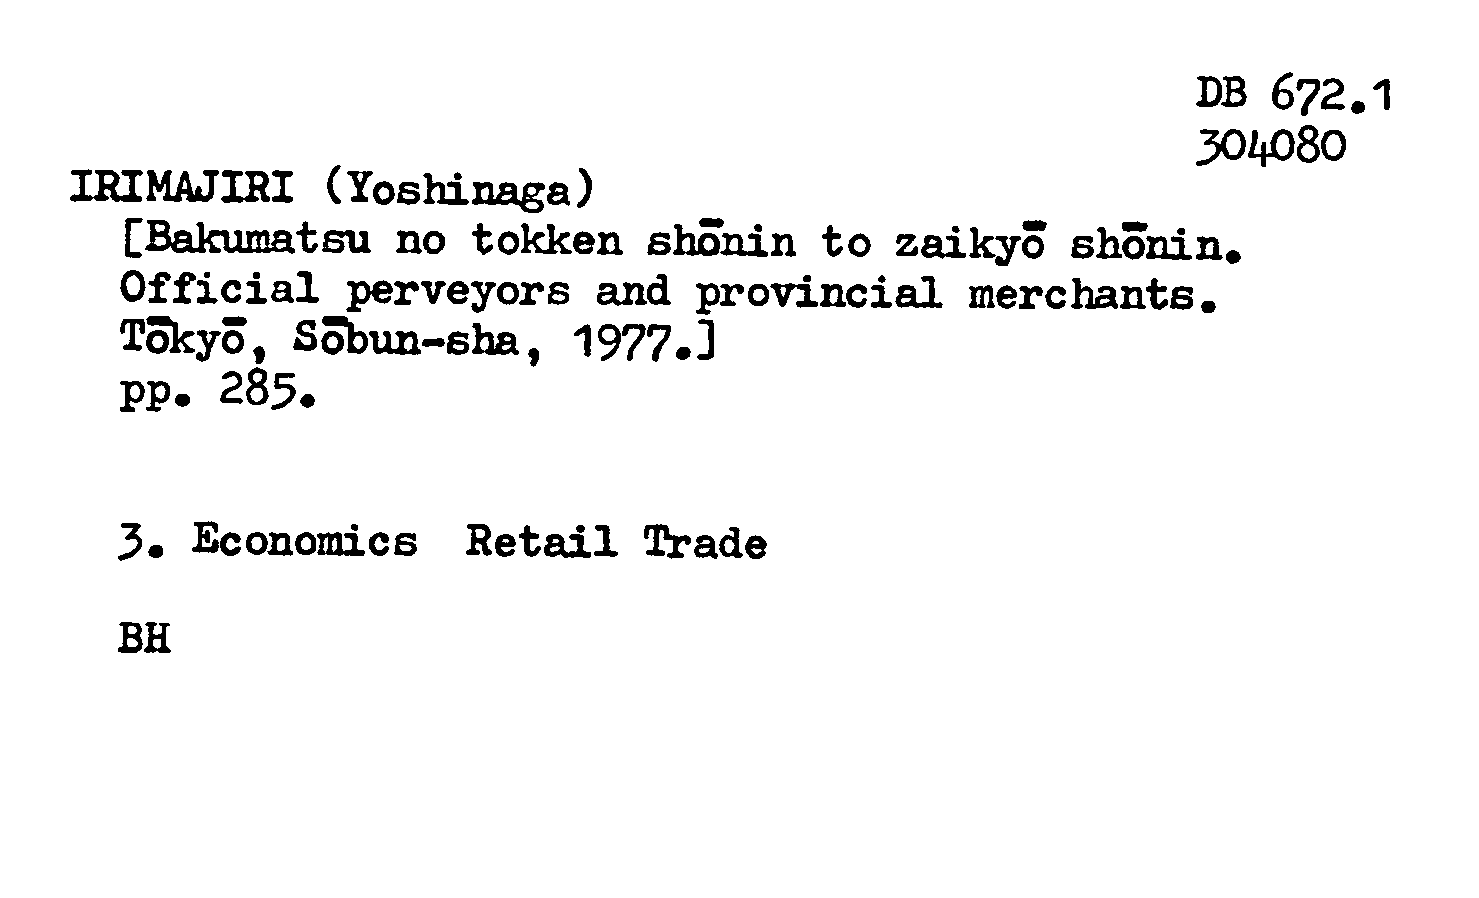 DB 672.1
304080
IRIMAJIRI (Yoshinaga)
[Bakumatsu no tokken shōnin to zaikyō shōnin.
Official perveyors and provincial merchants.
Tōkyō, Sōbun-sha, 1977.]
pp. 285.
3. Economics Retail Trade
BH